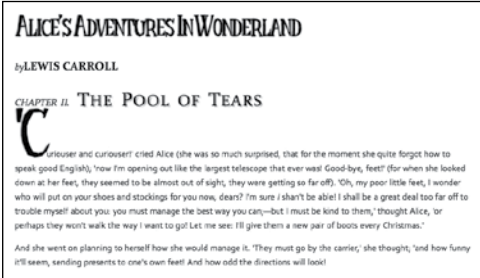 ALICE'S ADVENTURES IN WONDERLAND
by LEWIS CARROLL
CHAPTER II. THE POOL OF TEARS
'Curiouser and curiouser!' cried Alice (she was so much surprised, that for the moment she quite forgot how to
speak good English), 'now I'm opening out like the largest telescope that ever was! Good-bye, feet!' (for when she looked
down at her feet, they seemed to be almost out of sight, they were getting so far off). 'Oh, my poor little feet, I wonder
who will put on your shoes and stockings for you now, dears? I'm sure I shan't be able! I shall be a great deal too far off to
trouble myself about you: you must manage the best way you can;—but I must be kind to them,' thought Alice, 'or
perhaps they won't walk the way I want to go! Let me see: I'll give them a new pair of boots every Christmas.'
And she went on planning to herself how she would manage it. 'They must go by the carrier,' she thought; 'and how funny
it'll seem, sending presents to one's own feet! And how odd the directions will look!